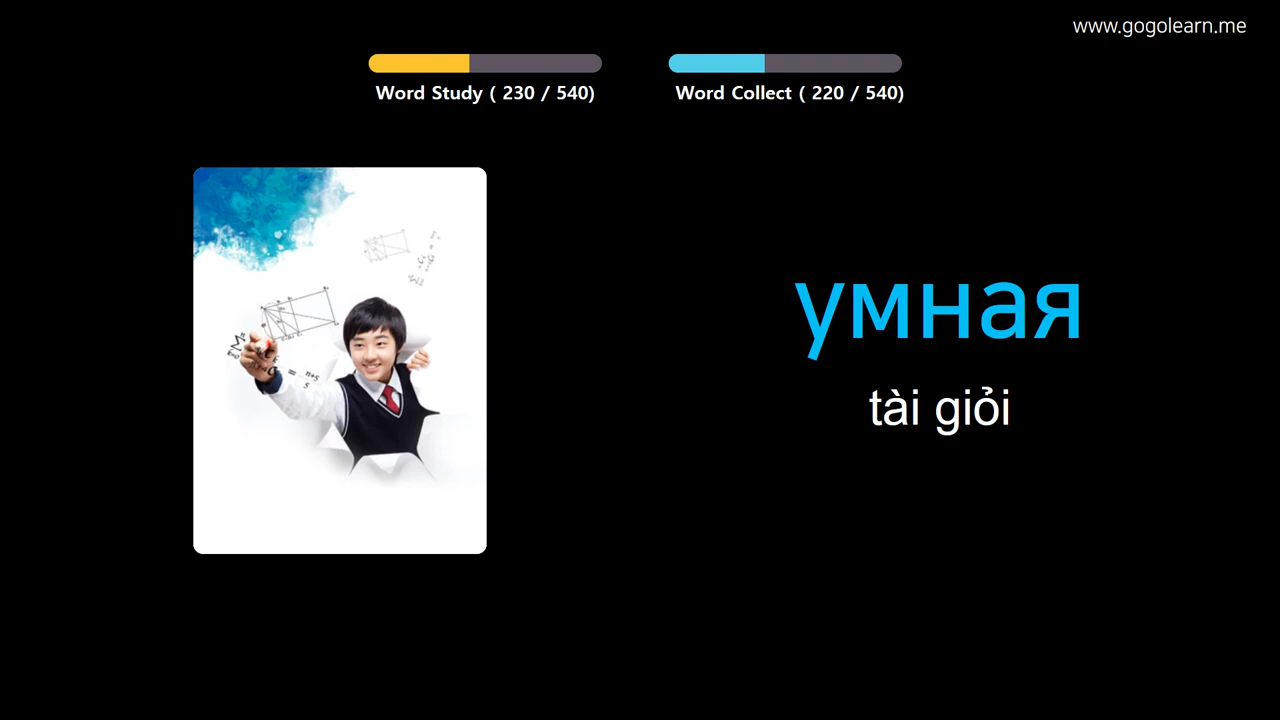 www.gogolearn.me
Word Study ( 230 / 540)
Word Collect ( 220 / 540)
умная
tài giỏi